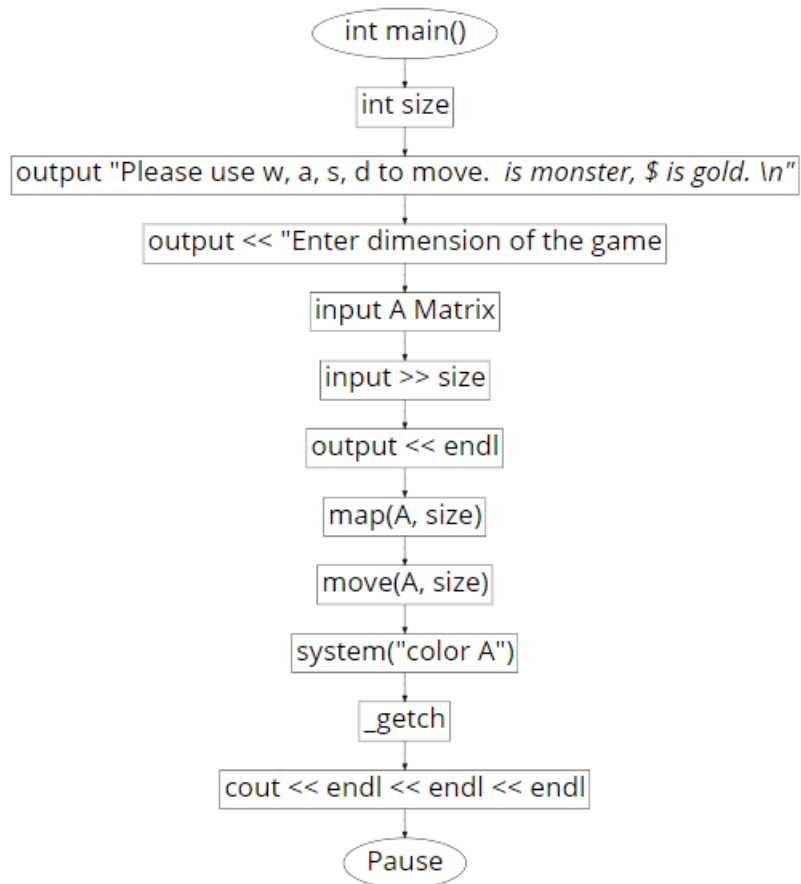 int main()
int size
output "Please use w, a, s, d to move.  is monster, $ is gold. \n"
output << "Enter dimension of the game
input A Matrix
input >> size
output << endl
map(A, size)
move(A, size)
system("color A")
_getch
cout << endl << endl << endl
Pause